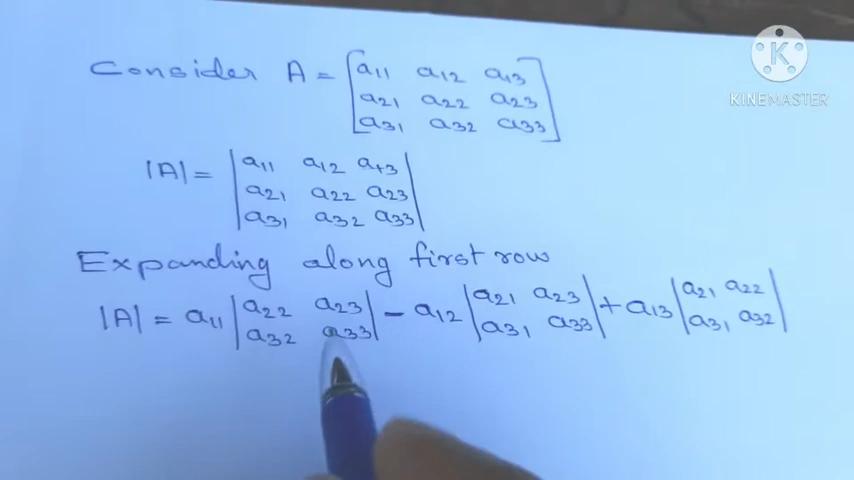 Consider A = [a11 a12 a13
a21 a22 a23
a31 a32 a33]
K
KINEMASTER
|A| = |a11 a12 a13
a21 a22 a23
a31 a32 a33|
Expanding along first row
|A| = a11 |a22 a23 - a12 |a21 a23 + a13 |a21 a22
a32 a33| a31 a33| a31 a32|